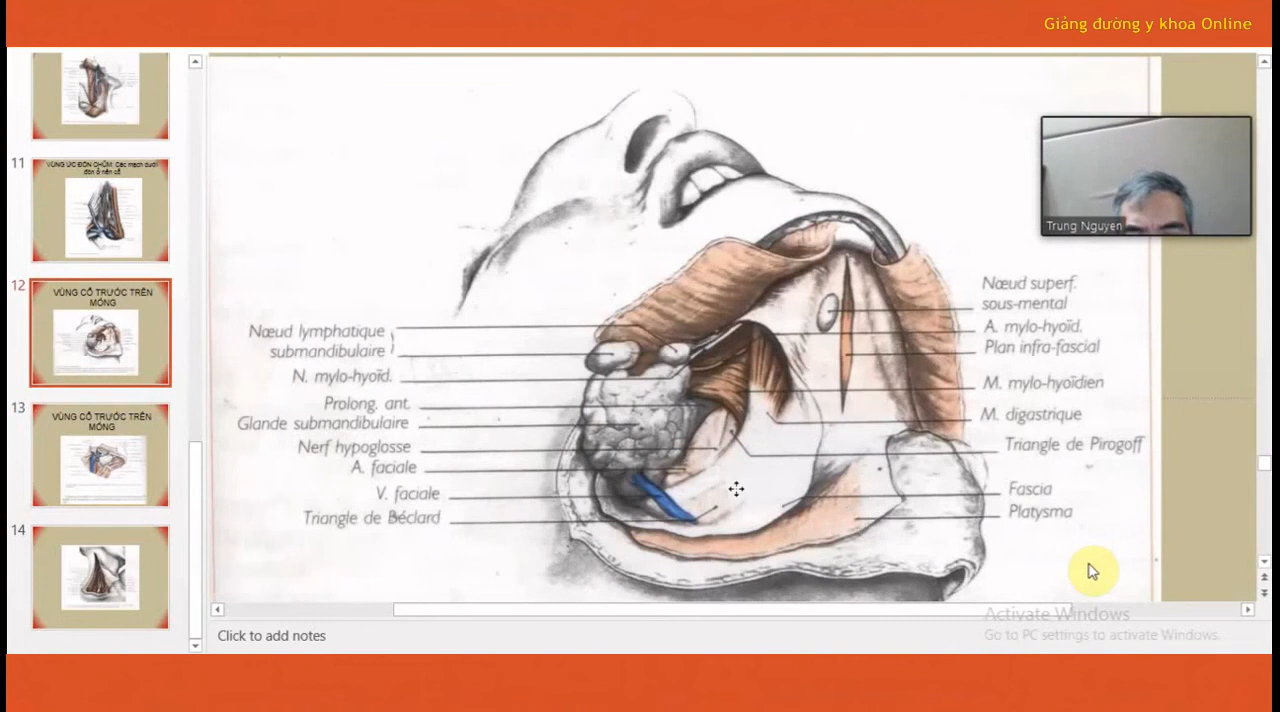 Giảng đường y khoa Online
11
VÙNG ỨC ĐÒN CHŨM: Các mạch dưới
đòn ở nền cổ
12
VÙNG CỔ TRƯỚC TRÊN
MÓNG
13
VÙNG CỔ TRƯỚC TRÊN
MÓNG
14
Nœud lymphatique
submandibulaire
N. mylo-hyoïd.
Prolong. ant.
Glande submandibulaire
Nerf hypoglosse
A. faciale
V. faciale
Triangle de Béclard
Nœud superf.
sous-mental
A. mylo-hyoïd.
Plan infra-fascial
M. mylo-hyoïdien
M. digastrique
Triangle de Pirogoff
Fascia
Platysma
Trung Nguyen
Click to add notes
Activate Windows
Go to PC settings to activate Windows.